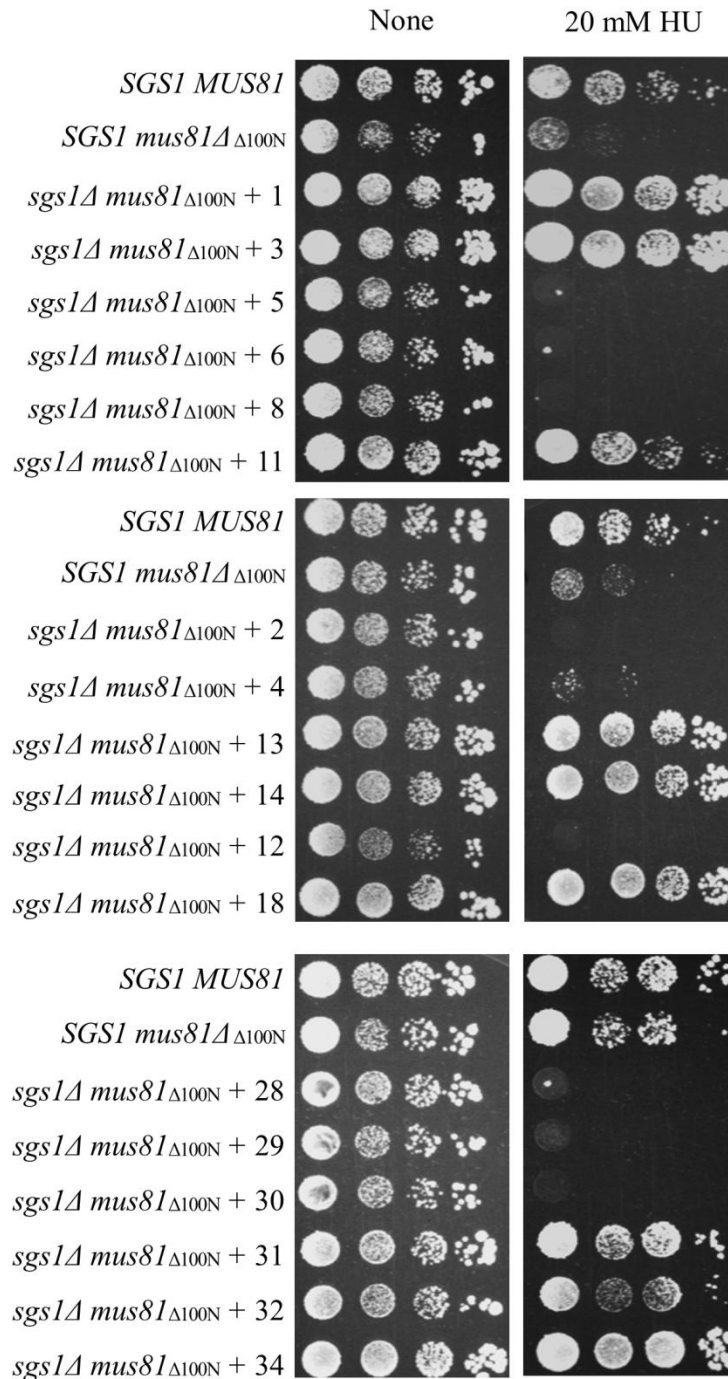 None 20 mM HU
SGS1 MUS81
SGS1 mus81Δ Δ100N
sgs1Δ mus81Δ100N + 1
sgs1Δ mus81Δ100N + 3
sgs1Δ mus81Δ100N + 5
sgs1Δ mus81Δ100N + 6
sgs1Δ mus81Δ100N + 8
sgs1Δ mus81Δ100N + 11
SGS1 MUS81
SGS1 mus81Δ Δ100N
sgs1Δ mus81Δ100N + 2
sgs1Δ mus81Δ100N + 4
sgs1Δ mus81Δ100N + 13
sgs1Δ mus81Δ100N + 14
sgs1Δ mus81Δ100N + 12
sgs1Δ mus81Δ100N + 18
SGS1 MUS81
SGS1 mus81Δ Δ100N
sgs1Δ mus81Δ100N + 28
sgs1Δ mus81Δ100N + 29
sgs1Δ mus81Δ100N + 30
sgs1Δ mus81Δ100N + 31
sgs1Δ mus81Δ100N + 32
sgs1Δ mus81Δ100N + 34